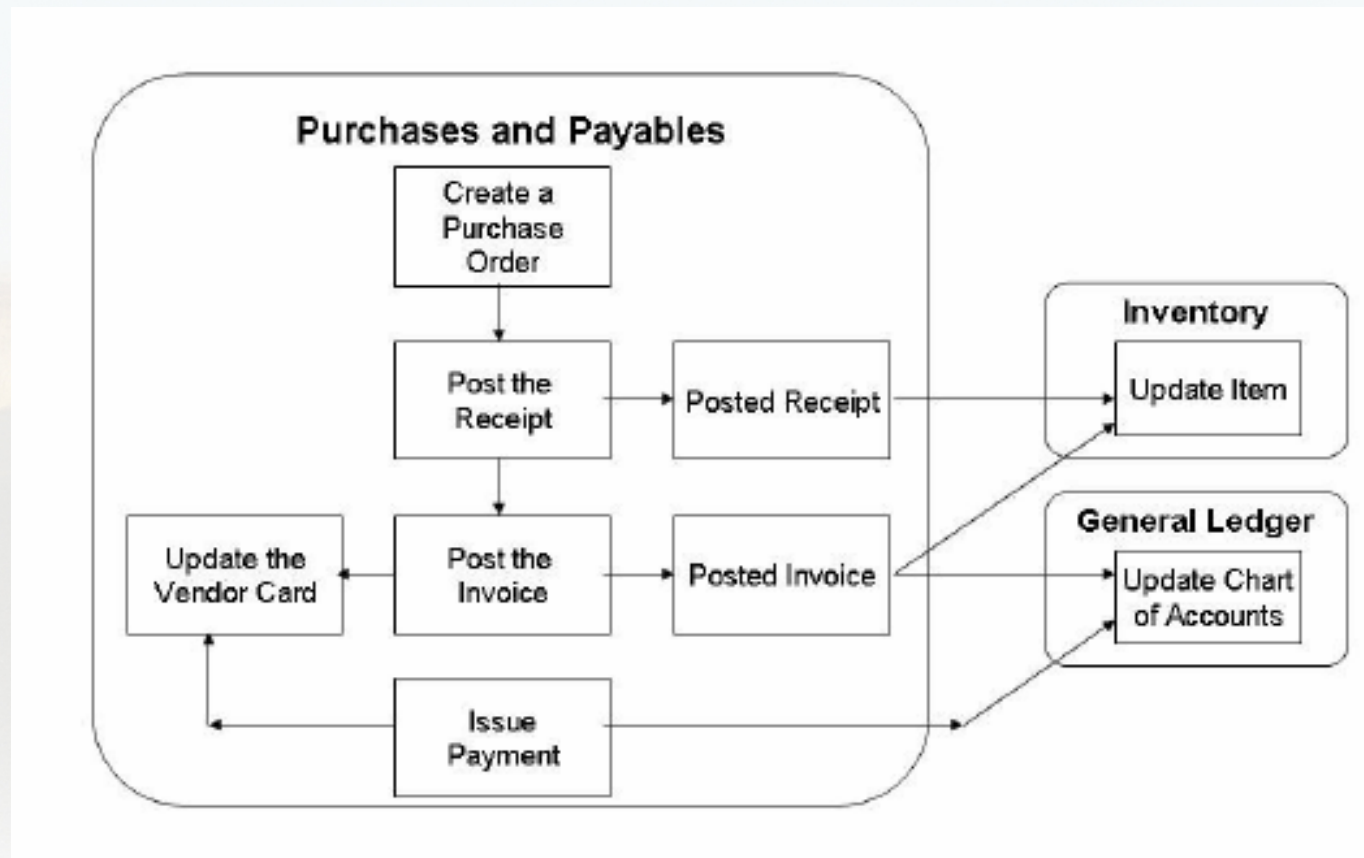 Purchases and Payables
Create a
Purchase
Order
Post the
Receipt
Posted Receipt
Inventory
Update Item
Update the
Vendor Card
Post the
Invoice
Posted Invoice
General Ledger
Update Chart
of Accounts
Issue
Payment